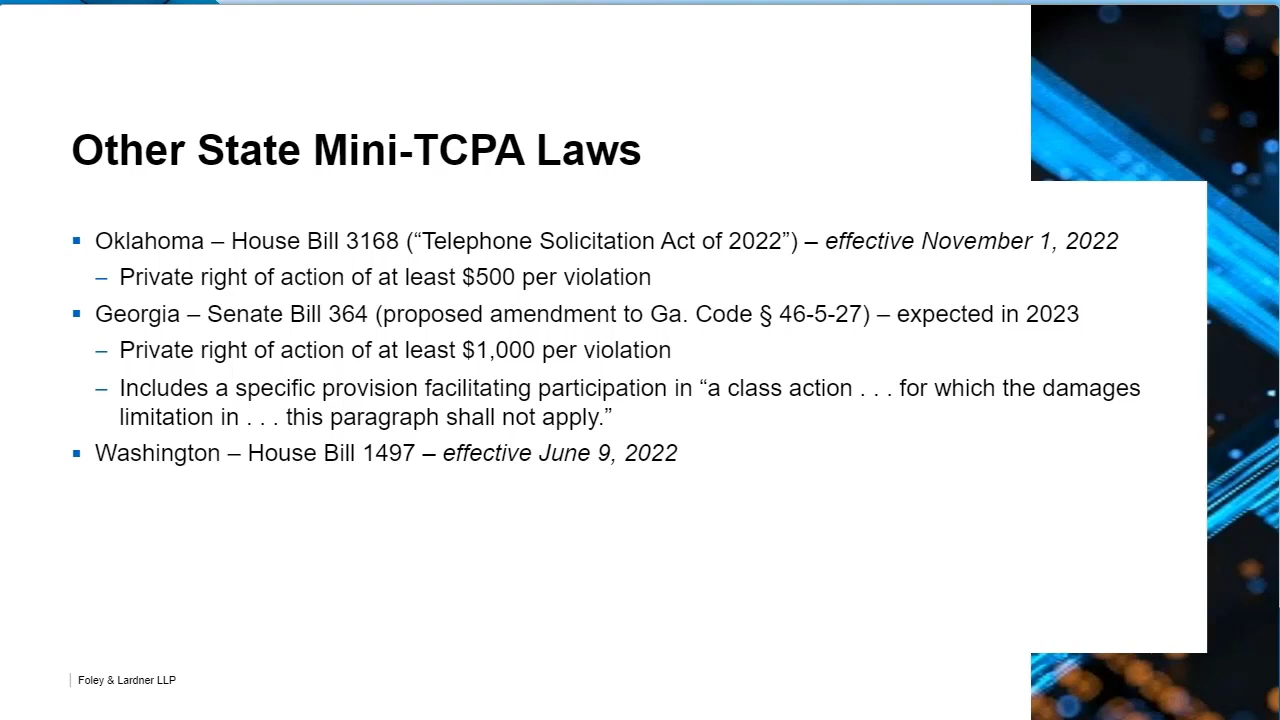 Other State Mini-TCPA Laws
▪ Oklahoma – House Bill 3168 (“Telephone Solicitation Act of 2022”) – effective November 1, 2022
– Private right of action of at least $500 per violation
▪ Georgia – Senate Bill 364 (proposed amendment to Ga. Code § 46-5-27) – expected in 2023
– Private right of action of at least $1,000 per violation
– Includes a specific provision facilitating participation in “a class action . . . for which the damages
limitation in . . . this paragraph shall not apply.”
▪ Washington – House Bill 1497 – effective June 9, 2022
Foley & Lardner LLP